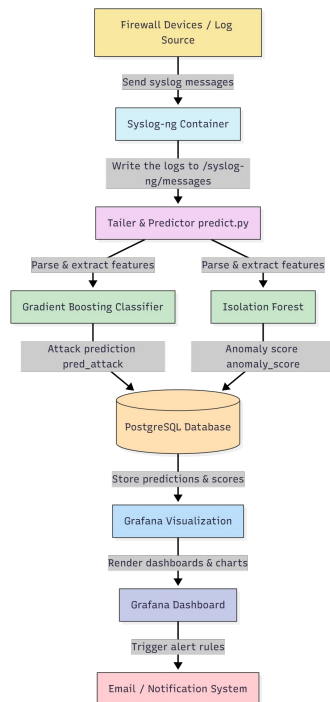 Firewall Devices / Log
Source
Send syslog messages
Syslog-ng Container
Write the logs to /syslog-
ng/messages
Tailer & Predictor predict.py
Parse & extract features
Parse & extract features
Gradient Boosting Classifier
Isolation Forest
Attack prediction
pred_attack
Anomaly score
anomaly_score
PostgreSQL Database
Store predictions & scores
Grafana Visualization
Render dashboards & charts
Grafana Dashboard
Trigger alert rules
Email / Notification System